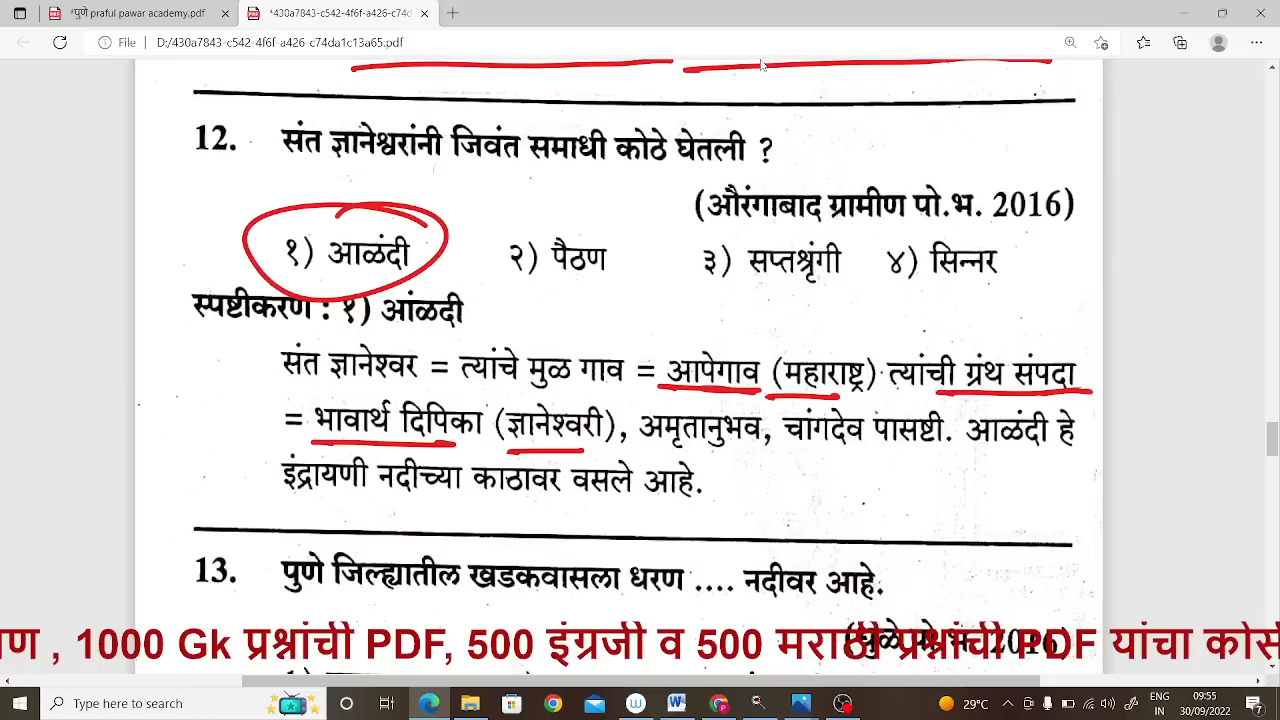 पुणे praful pawar academy.pdf
430a7843-c542-4f6f-a426-c74da1c
File D:/430a7843-c542-4f6f-a426-c74da1c13a65.pdf
12. संत ज्ञानेश्वरांनी जिवंत समाधी कोठे घेतली ?
(औरंगाबाद ग्रामीण पो.भ. 2016)
१) आळंदी २) पैठण ३) सप्तश्रृंगी ४) सिन्नर
स्पष्टीकरण : १) आंळदी
संत ज्ञानेश्वर = त्यांचे मुळ गाव = आपेगाव (महाराष्ट्र) त्यांची ग्रंथ संपदा
= भावार्थ दिपिका (ज्ञानेश्वरी), अमृतानुभव, चांगदेव पासष्टी. आळंदी हे
इंद्रायणी नदीच्या काठावर वसले आहे.
13. पुणे जिल्ह्यातील खडकवासला धरण .... नदीवर आहे.
, 1000 Gk प्रश्नांची PDF, 500 इंग्रजी व 500 मराठी प्रश्नांची PDF यांचा
2016)
Type here to search
29°C
ENG
IN
09:55
30/09/2022